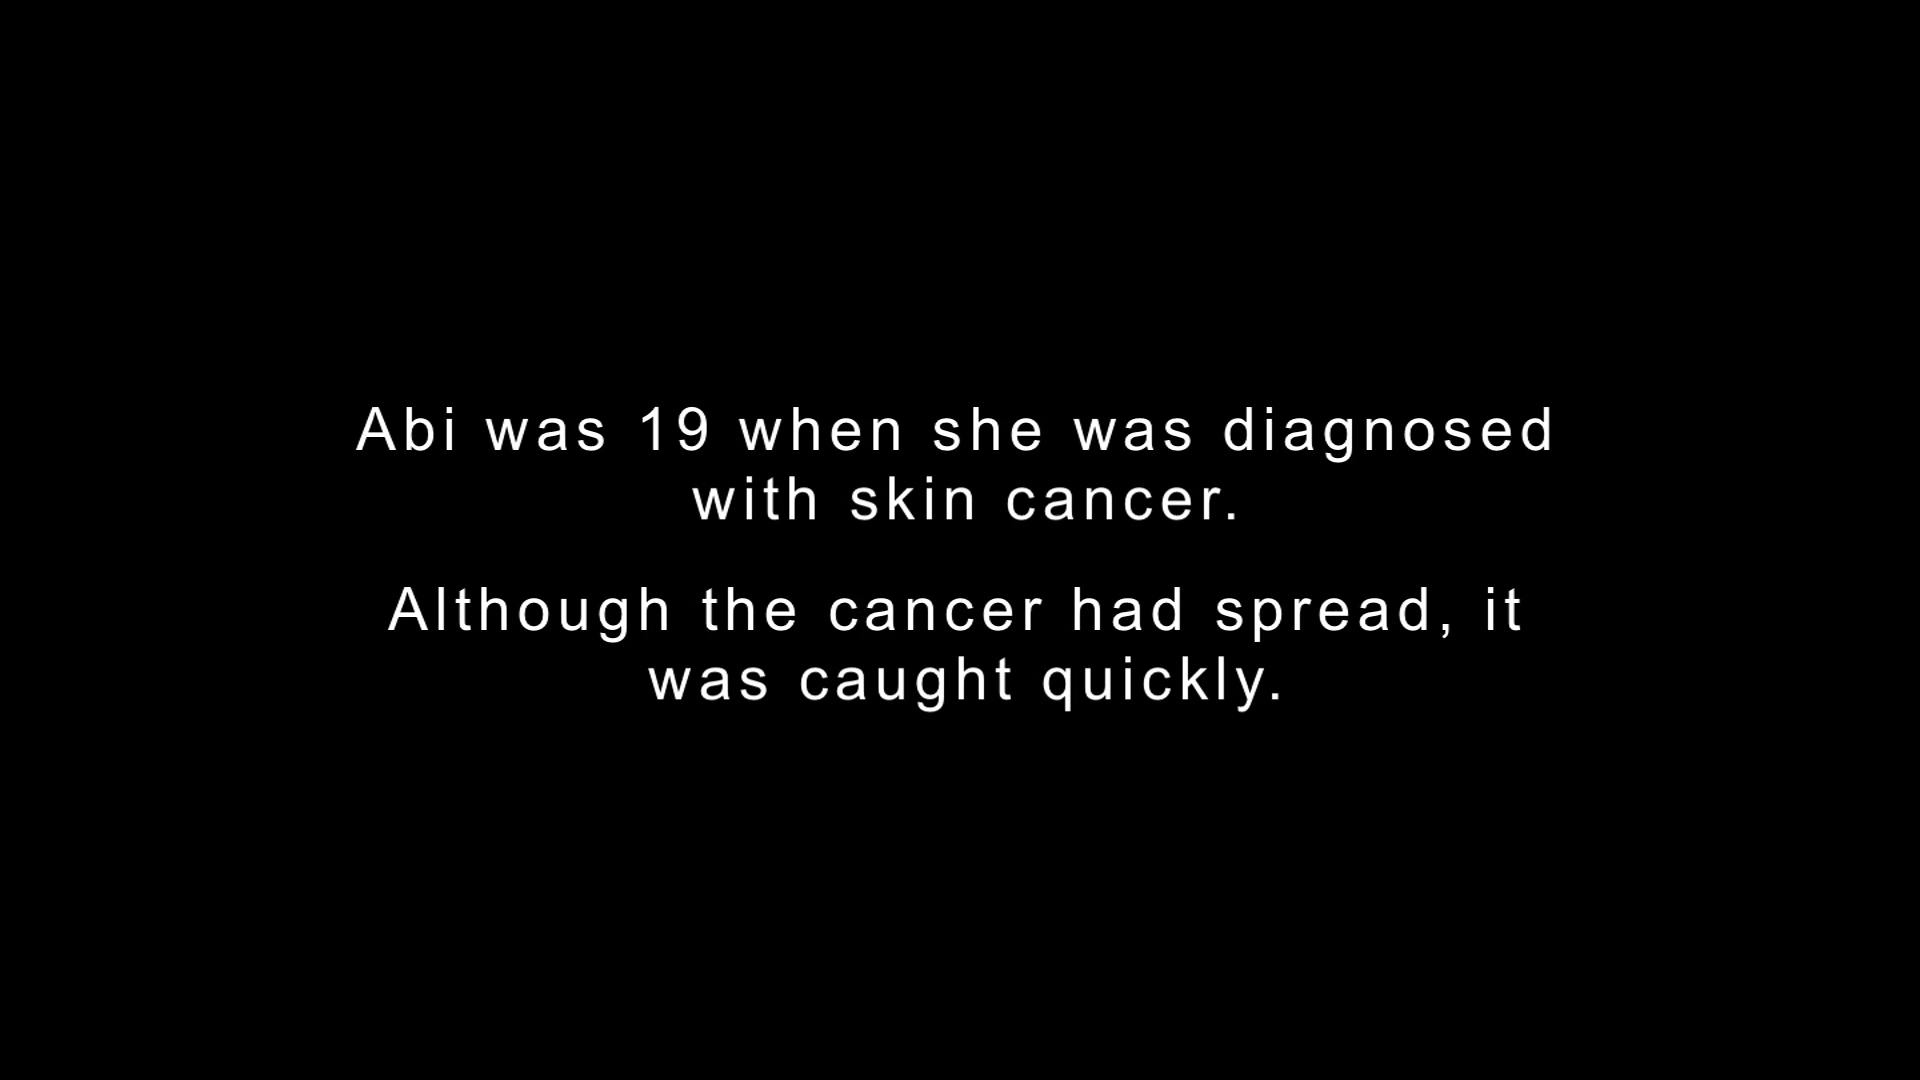 Abi was 19 when she was diagnosed
with skin cancer.
Although the cancer had spread, it
was caught quickly.